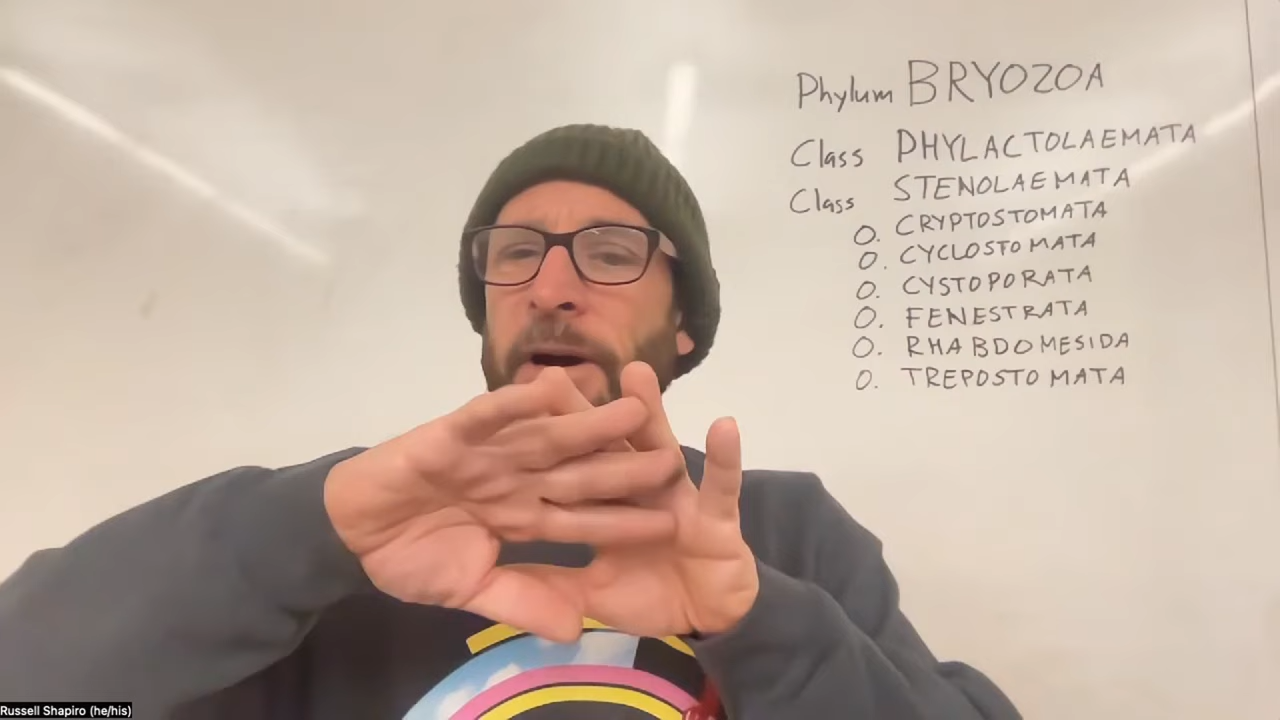 Phylum BRYOZOA
Class PHYLACTOLAEMATA
Class STENOLAEMATA
O. CRYPTOSTOMATA
O. CYCLOSTOMATA
O. CYSTOPORATA
O. FENESTRATA
O. RHABDOMESIDA
O. TREPOSTOMATA
Russell Shapiro (he/his)